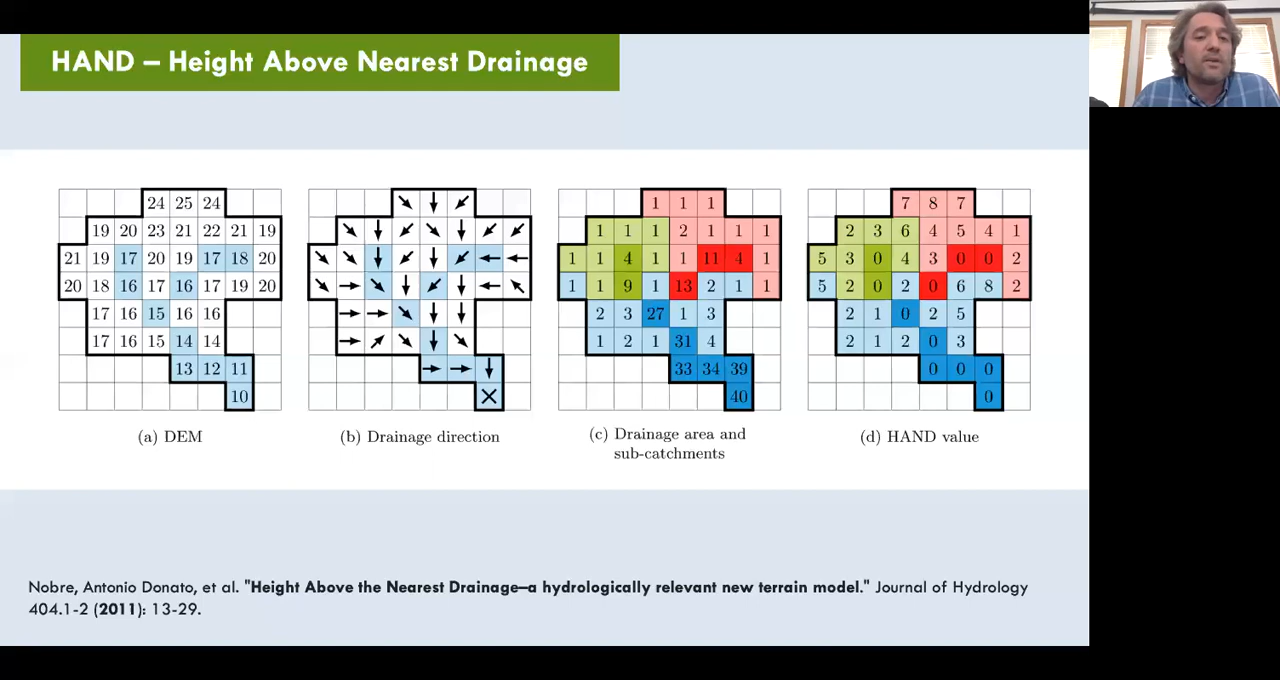 HAND – Height Above Nearest Drainage
24 25 24
19 20 23 21 22 21 19
21 19 17 20 19 17 18 20
20 18 16 17 16 17 19 20
17 16 15 16 16
17 16 15 14 14
13 12 11
10
(a) DEM
(b) Drainage direction
1 1 1
1 1 1 2 1 1 1
1 1 4 1 1 11 4 1
1 1 9 1 13 2 1 1
2 3 27 1 3
1 2 1 31 4
33 34 39
40
(c) Drainage area and
sub-catchments
7 8 7
2 3 6 4 5 4 1
5 3 0 4 3 0 0 2
5 2 0 2 0 6 8 2
2 1 0 2 5
2 1 2 0 3
0 0 0
0
(d) HAND value
Nobre, Antonio Donato, et al. "Height Above the Nearest Drainage–a hydrologically relevant new terrain model." Journal of Hydrology
404.1-2 (2011): 13-29.